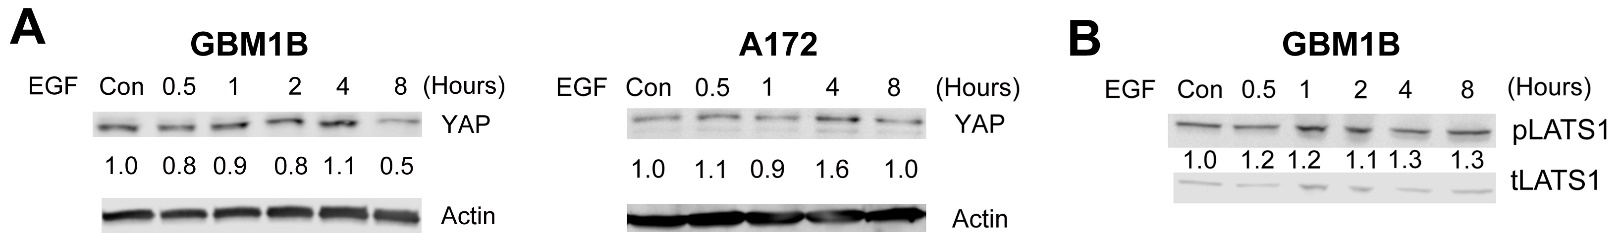 A
GBM1B
EGF Con 0.5 1 2 4 8 (Hours)
YAP
1.0 0.8 0.9 0.8 1.1 0.5
Actin
A172
EGF Con 0.5 1 4 8 (Hours)
YAP
1.0 1.1 0.9 1.6 1.0
Actin
B
GBM1B
EGF Con 0.5 1 2 4 8 (Hours)
pLATS1
1.0 1.2 1.2 1.1 1.3 1.3
tLATS1